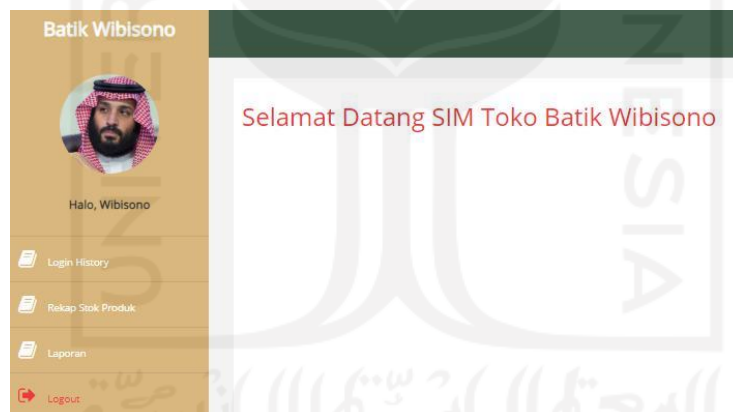 Batik Wibisono
Selamat Datang SIM Toko Batik Wibisono
Halo, Wibisono
Login History
Rekap Stok Produk
Laporan
Logout